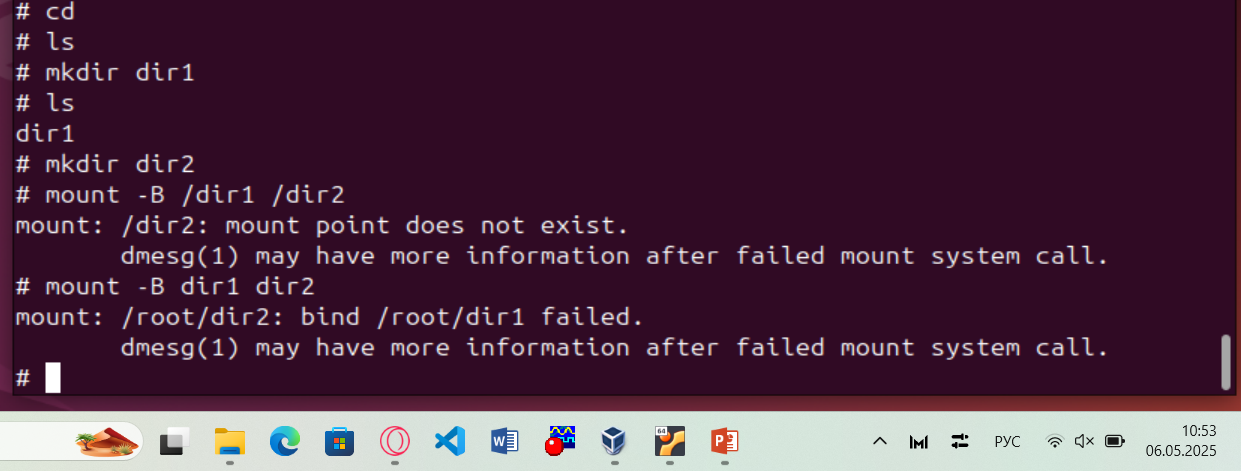 # cd
# ls
# mkdir dir1
# ls
dir1
# mkdir dir2
# mount -B /dir1 /dir2
mount: /dir2: mount point does not exist.
       dmesg(1) may have more information after failed mount system call.
# mount -B dir1 dir2
mount: /root/dir2: bind /root/dir1 failed.
       dmesg(1) may have more information after failed mount system call.
#
64
РУС
10:53
06.05.2025